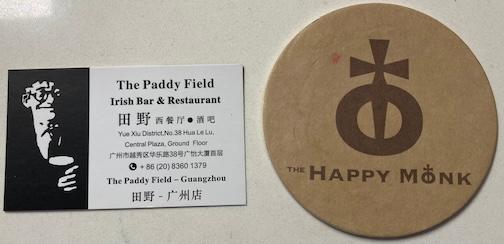 The Paddy Field
Irish Bar & Restaurant
田野 西餐厅 ● 酒吧
Yue Xiu District,No.38 Hua Le Lu,
Central Plaza, Ground Floor
广州市越秀区华乐路38号广怡大厦首层
+ 86 (20) 8360 1379
The Paddy Field – Guangzhou
田野 - 广州店
THE HAPPY MONK